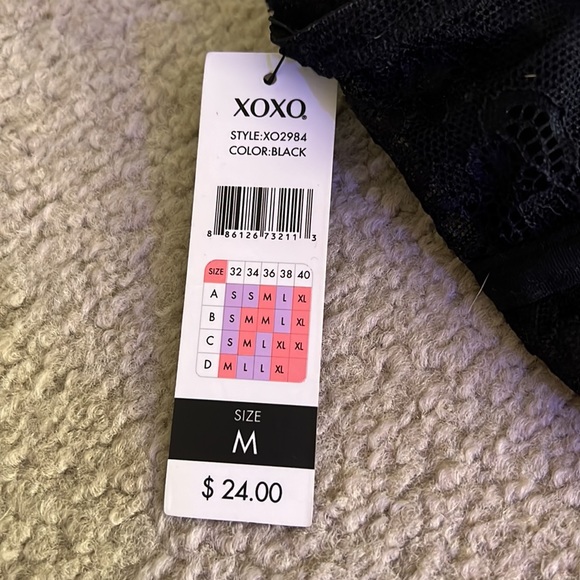 XOXO
STYLE:XO2984
COLOR:BLACK
8 86126 73211 3
SIZE 32 34 36 38 40
A S S M L XL
B S M M L XL
C S M L XL XL
D M L L XL
SIZE
M
$ 24.00